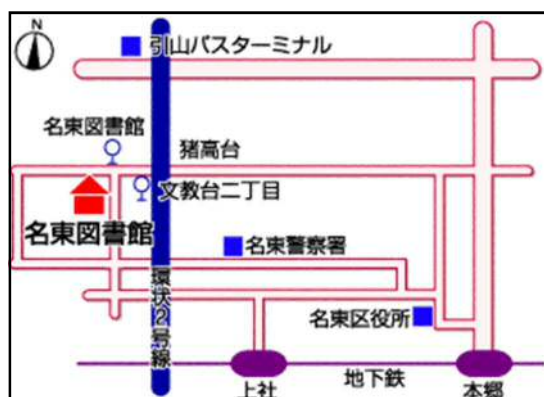 N
引山バスターミナル
名東図書館
猪高台
文教台二丁目
名東図書館
名東警察署
環状2号線
名東区役所
上社
地下鉄
本郷